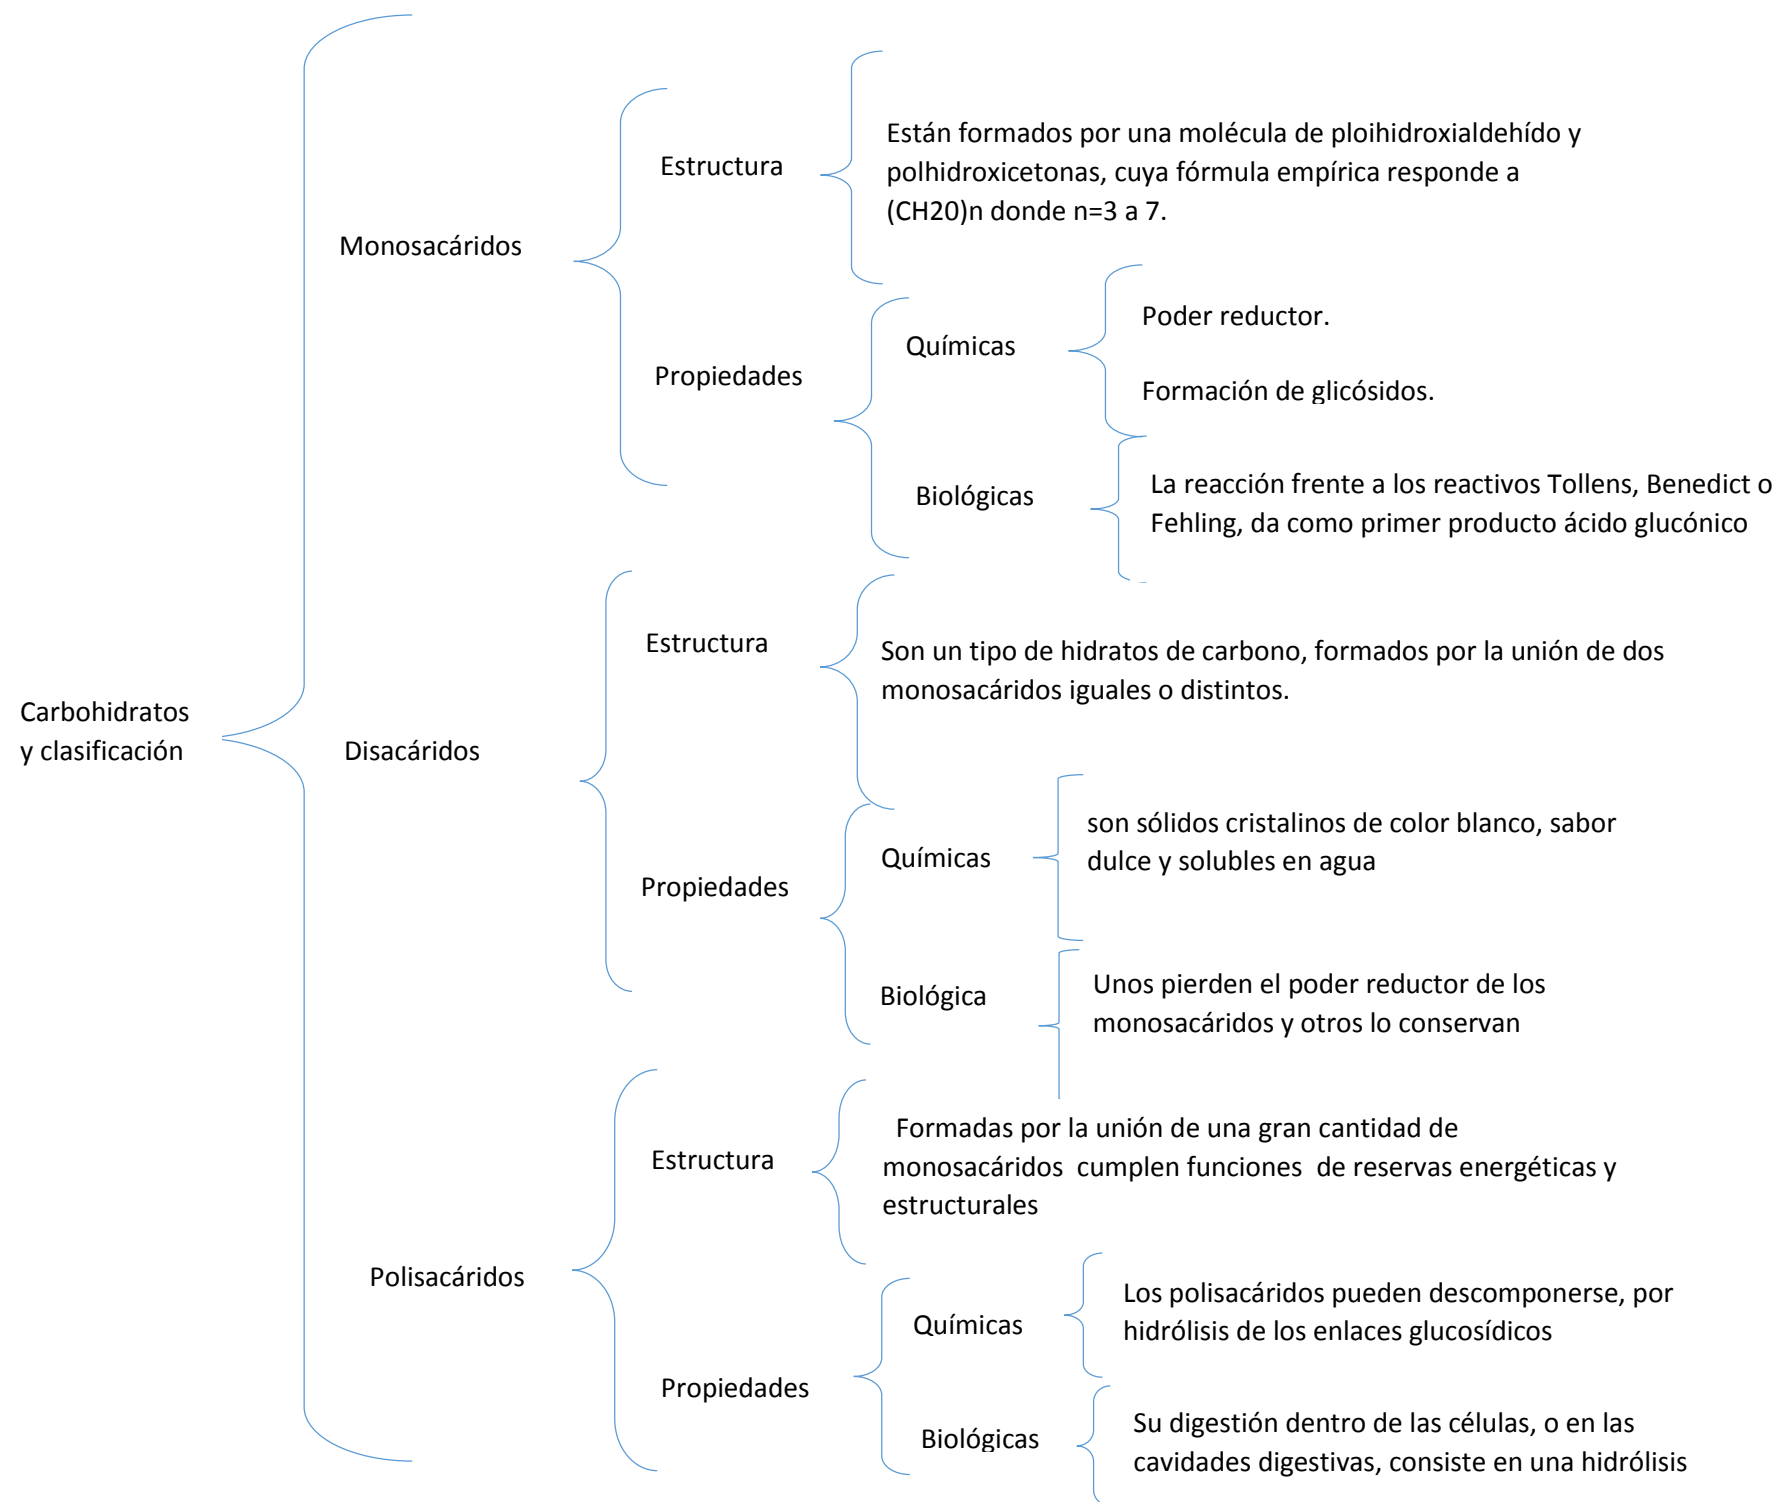 Carbohidratos
y clasificación
Monosacáridos
Estructura
Están formados por una molécula de ploihidroxialdehído y
polhidroxicetonas, cuya fórmula empírica responde a
(CH20)n donde n=3 a 7.
Propiedades
Químicas
Poder reductor.
Formación de glicósidos.
Biológicas
La reacción frente a los reactivos Tollens, Benedict o
Fehling, da como primer producto ácido glucónico
Disacáridos
Estructura
Son un tipo de hidratos de carbono, formados por la unión de dos
monosacáridos iguales o distintos.
Propiedades
Químicas
son sólidos cristalinos de color blanco, sabor
dulce y solubles en agua
Biológica
Unos pierden el poder reductor de los
monosacáridos y otros lo conservan
Polisacáridos
Estructura
Formadas por la unión de una gran cantidad de
monosacáridos cumplen funciones de reservas energéticas y
estructurales
Propiedades
Químicas
Los polisacáridos pueden descomponerse, por
hidrólisis de los enlaces glucosídicos
Biológicas
Su digestión dentro de las células, o en las
cavidades digestivas, consiste en una hidrólisis